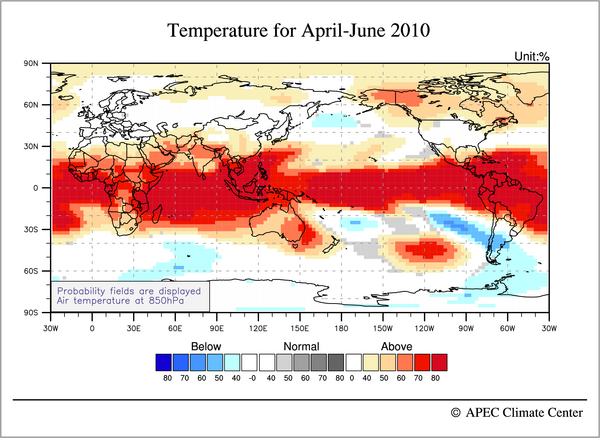 Temperature for April-June 2010
Unit:%
90N
60N
30N
0
30S
60S
90S
Probability fields are displayed
Air temperature at 850hPa
30W 0 30E 60E 90E 120E 150E 180 150W 120W 90W 60W 30W
Below Normal Above
80 70 60 50 40 -0 40 50 60 70 80 0 40 50 60 70 80
© APEC Climate Center